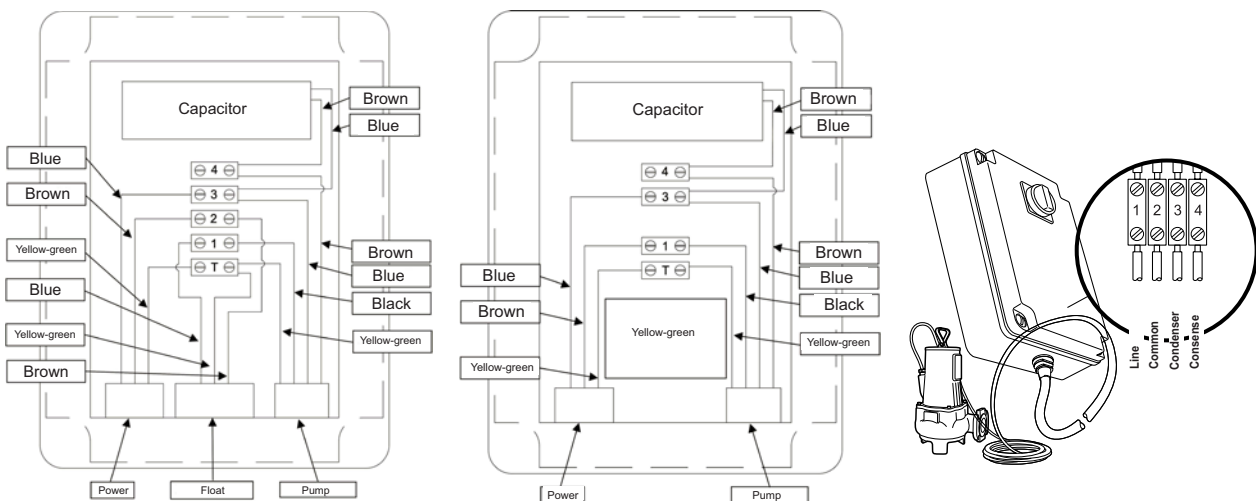 Capacitor
Brown
Blue
Blue
Brown
Yellow-green
Blue
Yellow-green
Brown
4
3
2
1
T
Brown
Blue
Black
Yellow-green
Power
Float
Pump
Capacitor
Brown
Blue
4
3
1
T
Blue
Brown
Yellow-green
Yellow-green
Brown
Blue
Black
Yellow-green
Power
Pump
1
2
3
4
Line
Common
Condenser
Consense